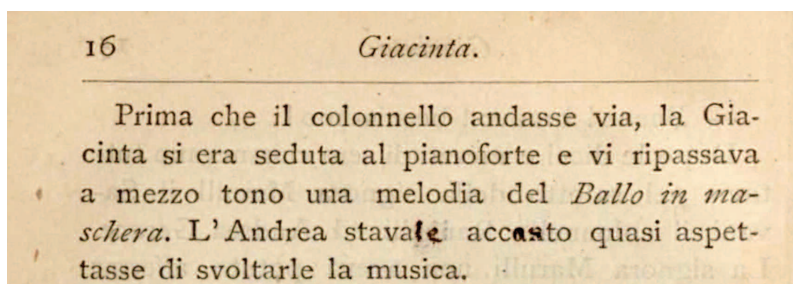 16 Giacinta.
Prima che il colonnello andasse via, la Gia-
cinta si era seduta al pianoforte e vi ripassava
a mezzo tono una melodia del Ballo in ma-
schera. L'Andrea stavale accanto quasi aspet-
tasse di svoltarle la musica.